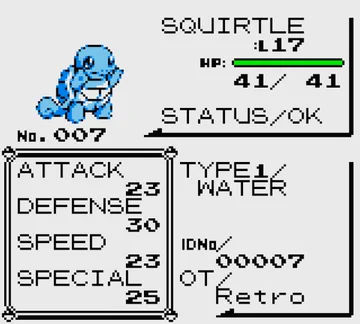 SQUIRTLE
:L17
HP:
41/ 41
STATUS/OK
No. 007
ATTACK
23
DEFENSE
30
SPEED
23
SPECIAL
25
TYPE1/
WATER
IDNo/
00007
OT/
Retro